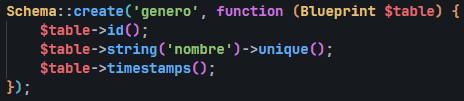 Schema::create('genero', function (Blueprint $table) {
    $table->id();
    $table->string('nombre')->unique();
    $table->timestamps();
});